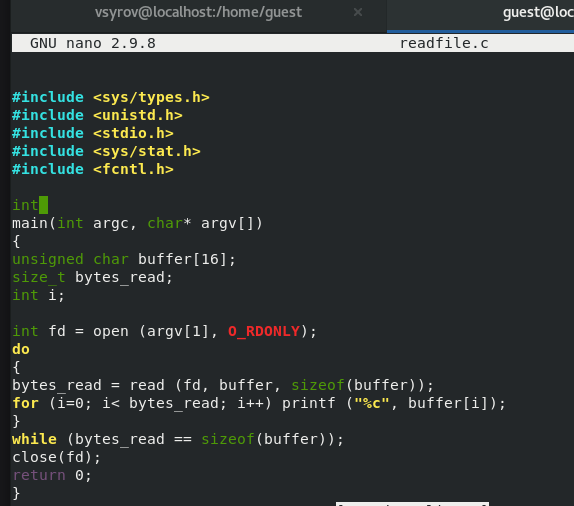 vsyrov@localhost:/home/guest × guest@loc
GNU nano 2.9.8 readfile.c
#include <sys/types.h>
#include <unistd.h>
#include <stdio.h>
#include <sys/stat.h>
#include <fcntl.h>
int
main(int argc, char* argv[])
{
unsigned char buffer[16];
size_t bytes_read;
int i;
int fd = open (argv[1], O_RDONLY);
do
{
bytes_read = read (fd, buffer, sizeof(buffer));
for (i=0; i< bytes_read; i++) printf ("%c", buffer[i]);
}
while (bytes_read == sizeof(buffer));
close(fd);
return 0;
}